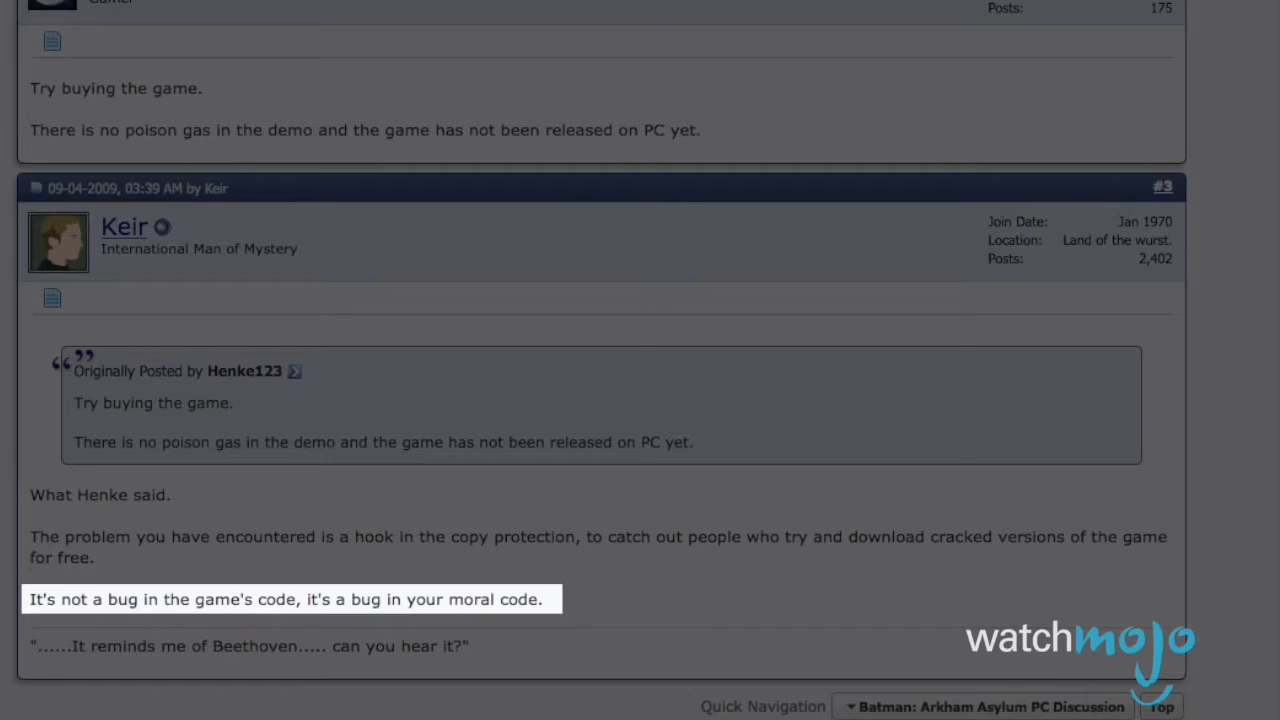 Gamer
Posts: 175
Try buying the game.
There is no poison gas in the demo and the game has not been released on PC yet.
09-04-2009, 03:39 AM by Keir
#3
Keir
International Man of Mystery
Join Date: Jan 1970
Location: Land of the wurst.
Posts: 2,402
“ ” Originally Posted by Henke123
Try buying the game.
There is no poison gas in the demo and the game has not been released on PC yet.
What Henke said.
The problem you have encountered is a hook in the copy protection, to catch out people who try and download cracked versions of the game
for free.
It's not a bug in the game's code, it's a bug in your moral code.
"......It reminds me of Beethoven..... can you hear it?"
watchmojo
Quick Navigation Batman: Arkham Asylum PC Discussion Top